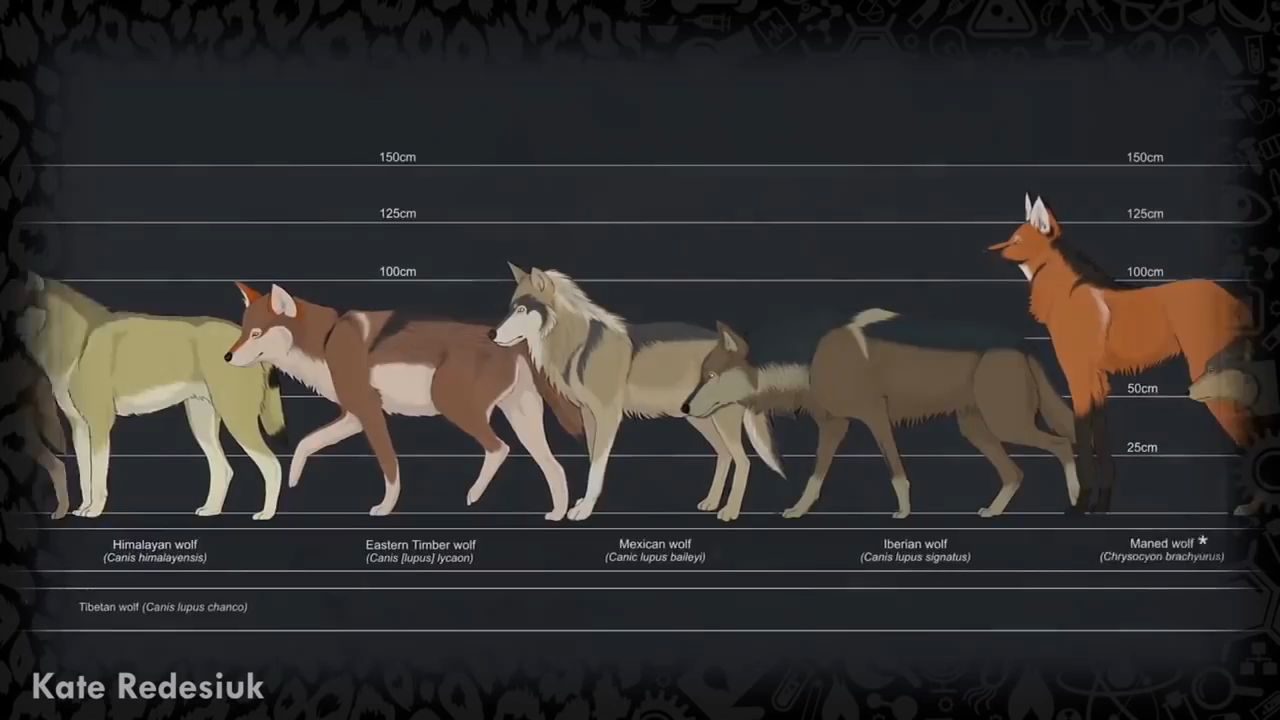 150cm 150cm
125cm 125cm
100cm 100cm
50cm
25cm
Himalayan wolf
(Canis himalayensis)
Eastern Timber wolf
(Canis [lupus] lycaon)
Mexican wolf
(Canic lupus baileyi)
Iberian wolf
(Canis lupus signatus)
Maned wolf *
(Chrysocyon brachyurus)
Tibetan wolf (Canis lupus chanco)
Kate Redesiuk